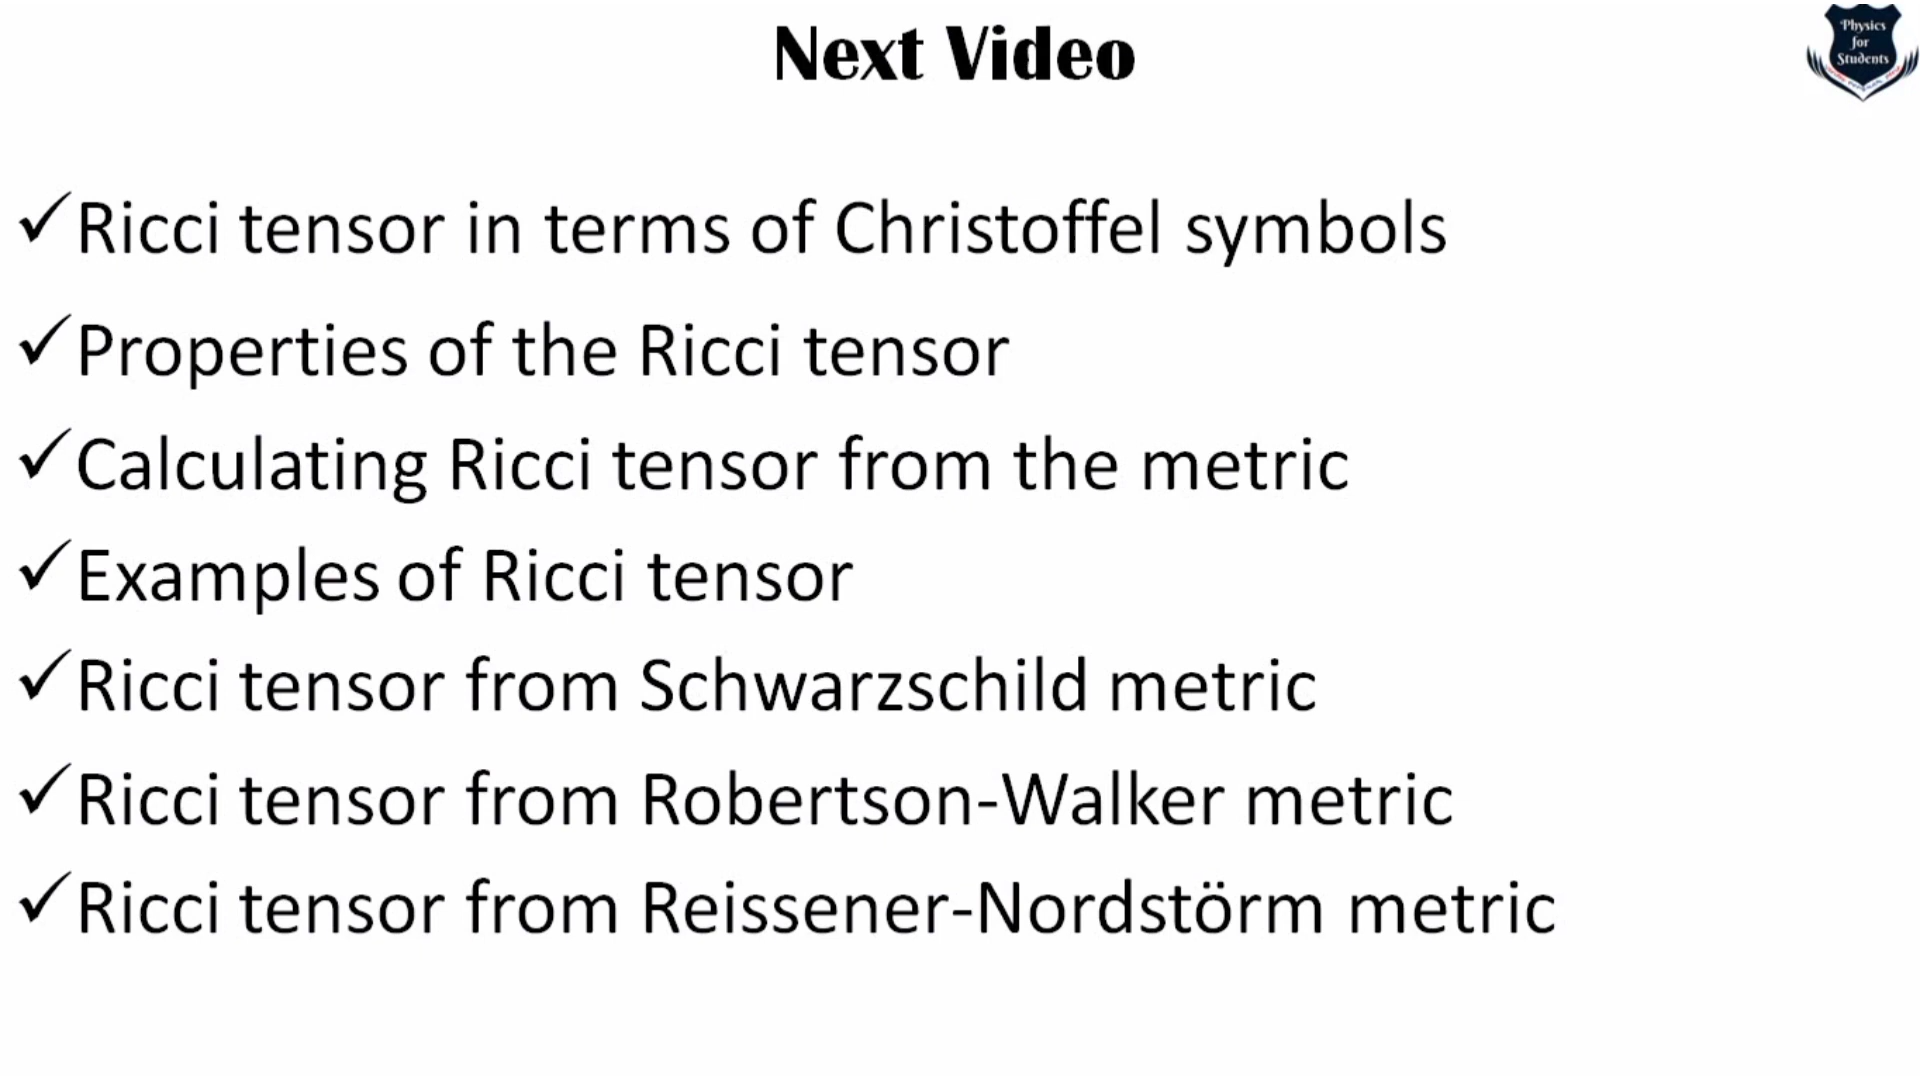 Next Video
Physics
for
Students
Ricci tensor in terms of Christoffel symbols
Properties of the Ricci tensor
Calculating Ricci tensor from the metric
Examples of Ricci tensor
Ricci tensor from Schwarzschild metric
Ricci tensor from Robertson-Walker metric
Ricci tensor from Reissener-Nordstörm metric